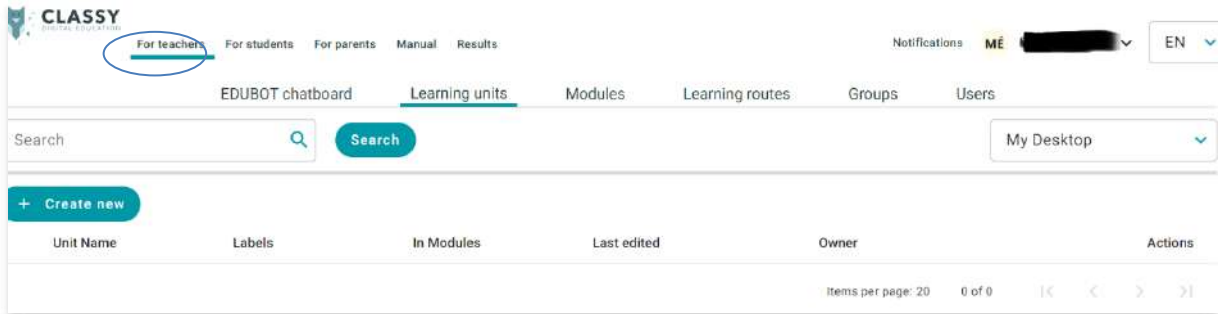 CLASSY
DIGITAL EDUCATION
For teachers For students For parents Manual Results Notifications MÉ EN
EDUBOT chatboard Learning units Modules Learning routes Groups Users
Search Search My Desktop
+ Create new
Unit Name Labels In Modules Last edited Owner Actions
Items per page: 20 0 of 0